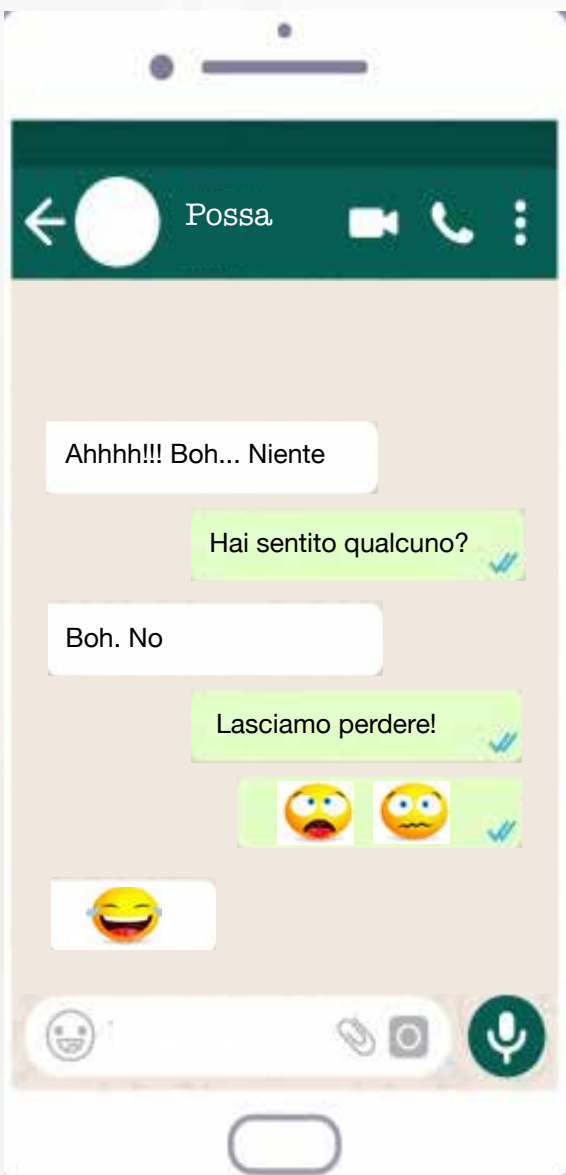 Possa
Ahhhh!!! Boh... Niente
Hai sentito qualcuno?
Boh. No
Lasciamo perdere!